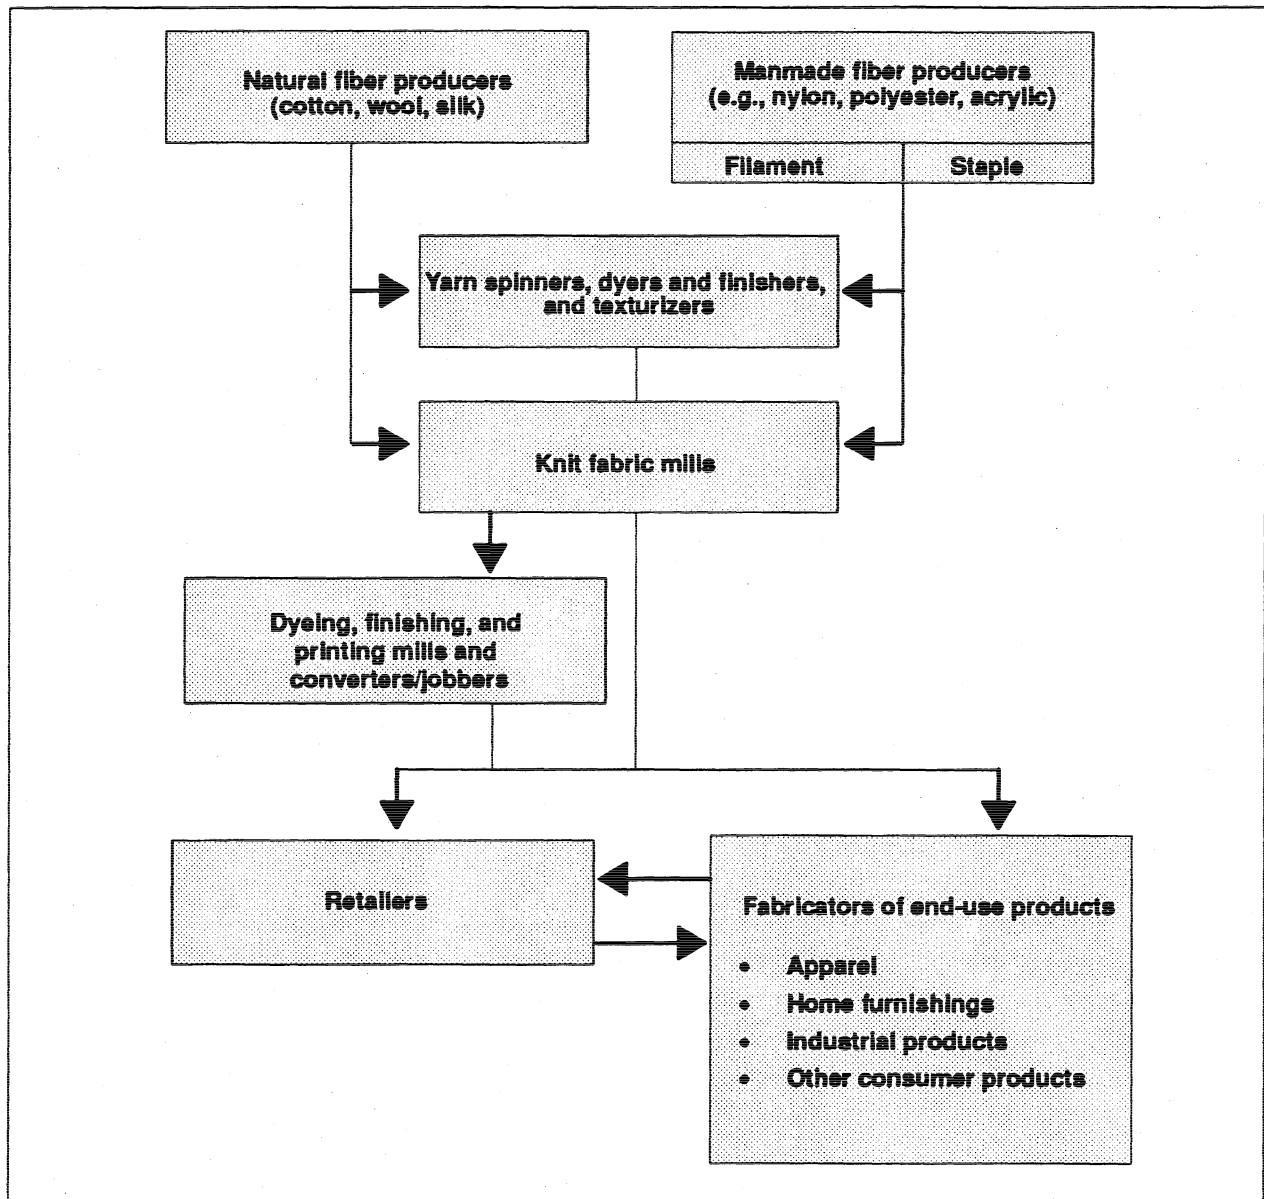 Natural fiber producers
(cotton, wool, silk)
Manmade fiber producers
(e.g., nylon, polyester, acrylic)
Filament
Staple
Yarn spinners, dyers and finishers,
and texturizers
Knit fabric mills
Dyeing, finishing, and
printing mills and
converters/jobbers
Retailers
Fabricators of end-use products
• Apparel
• Home furnishings
• Industrial products
• Other consumer products